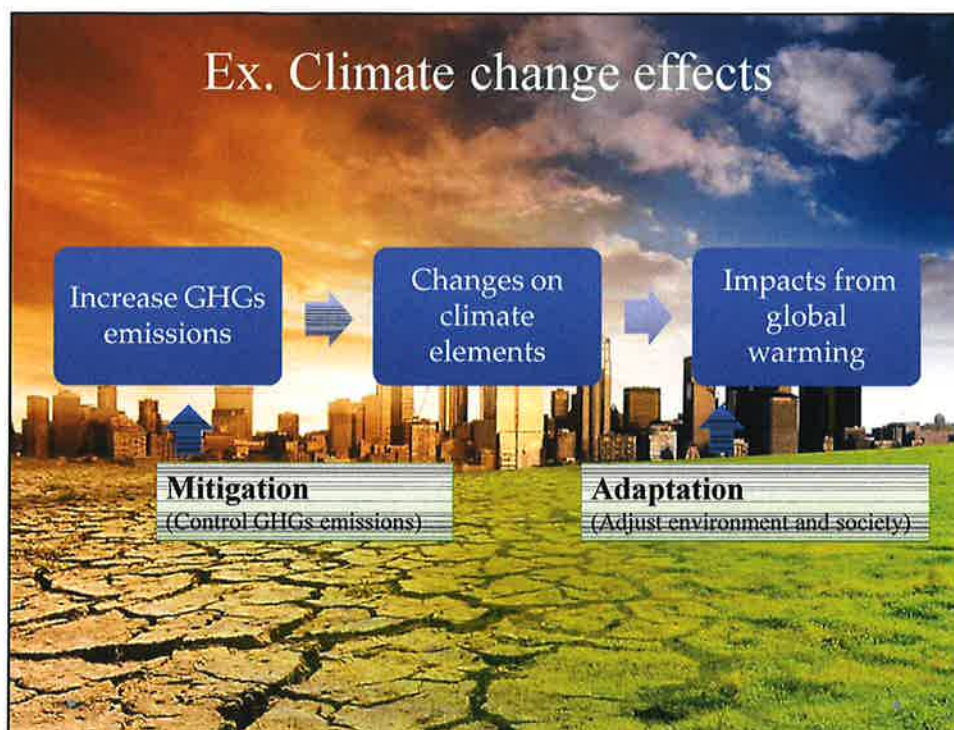 Ex. Climate change effects
Increase GHGs
emissions
Changes on
climate
elements
Impacts from
global
warming
Mitigation
(Control GHGs emissions)
Adaptation
(Adjust environment and society)